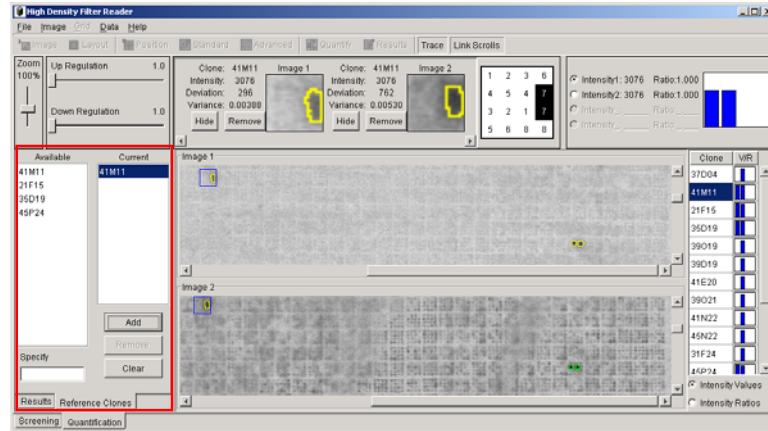 High Density Filter Reader
File Image Grid Data Help
Image Layout Position Standard Advanced Quantify Results Trace Link Scrolls
Zoom
100%
Up Regulation 1.0
Down Regulation 1.0
Clone: 41M11 Image 1
Intensity: 3076
Deviation: 296
Variance: 0.00388
Hide Remove
Clone: 41M11 Image 2
Intensity: 3076
Deviation: 762
Variance: 0.00530
Hide Remove
1 2 3 6
4 5 4 7
3 2 1 7
5 6 8 8
Intensity1: 3076 Ratio:1.000
Intensity2: 3076 Ratio:1.000
Intensity Ratio
Intensity Ratio
Available Current
41M11 41M11
21F15
35D19
45P24
Add
Remove
Specify
Clear
Results Reference Clones
Screening Quantification
Image 1
Image 2
Clone V/R
37D04
41M11
21F15
35D19
39O19
39D19
41E20
39O21
41N22
45N22
31F24
45P24
Intensity Values
Intensity Ratios